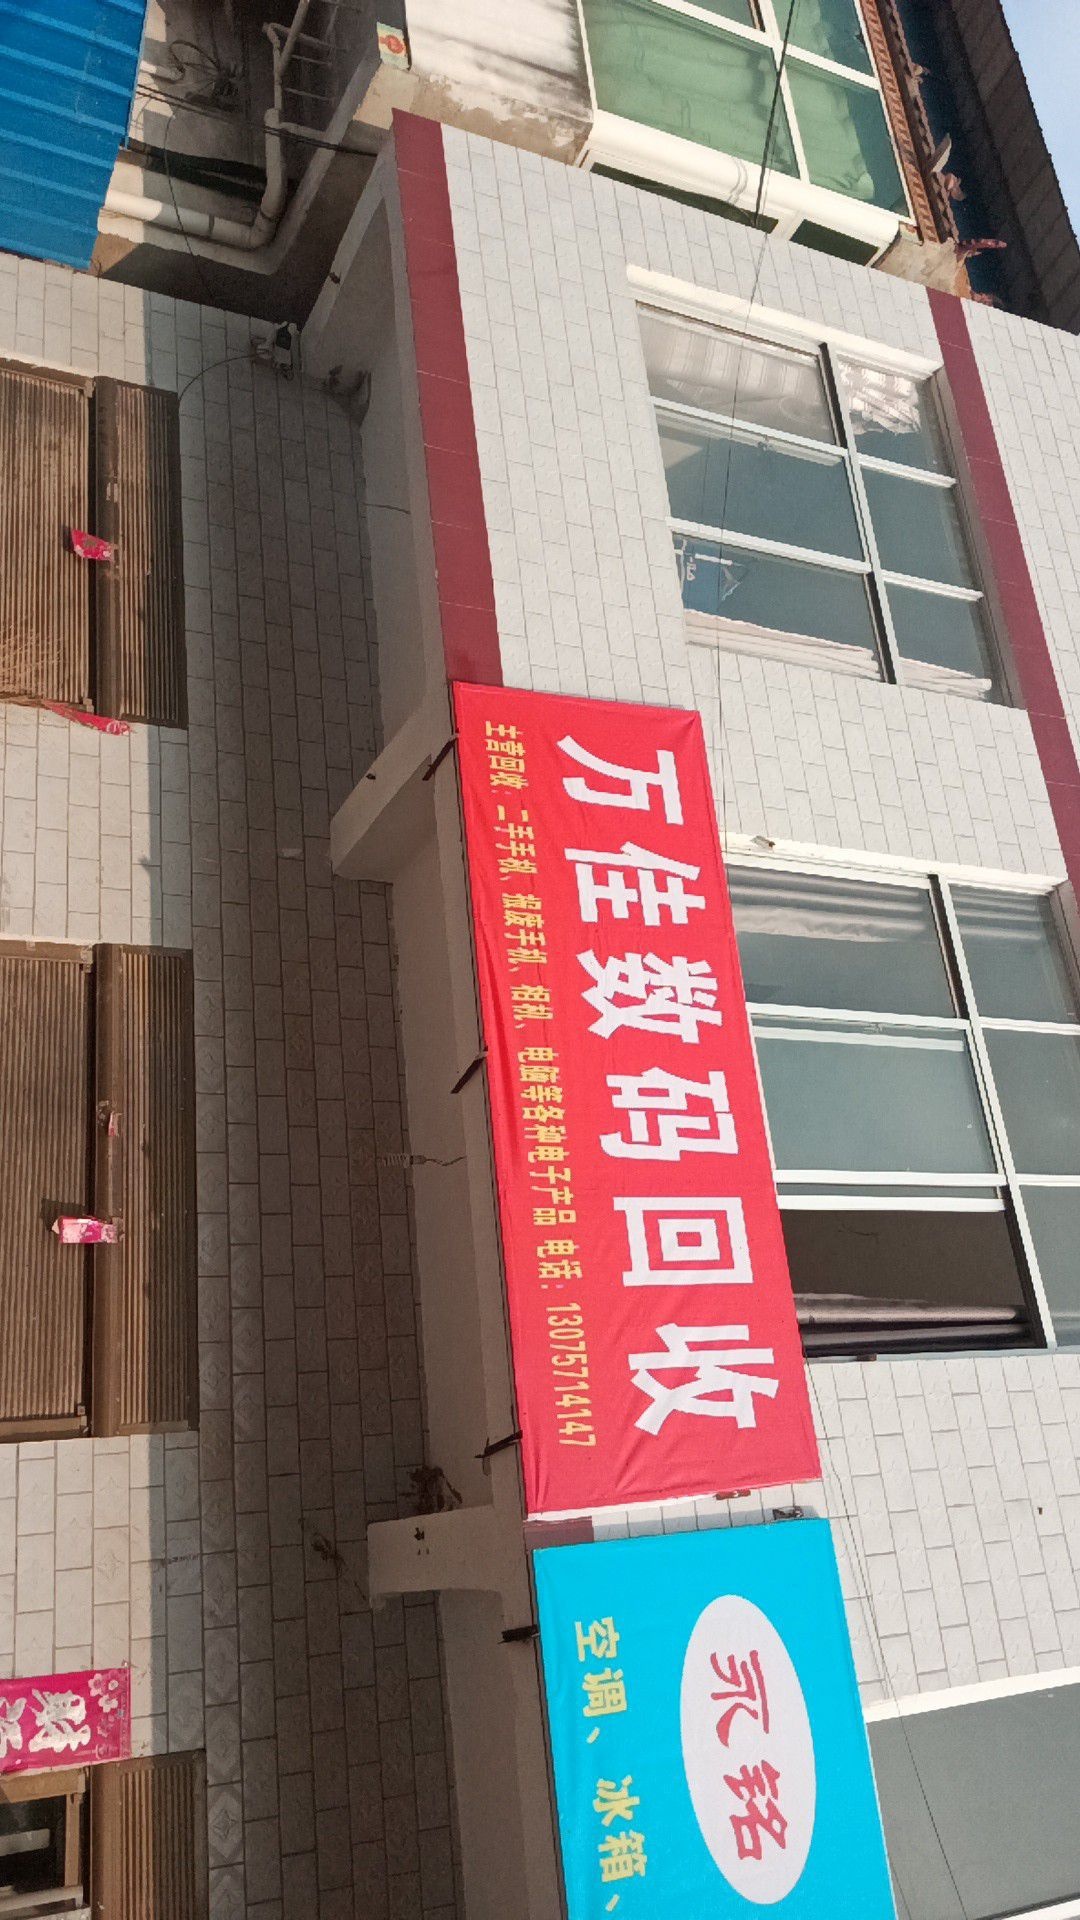 万佳数码回收
主营回收：二手手机、报废手机、相机、电脑等各种电子产品 电话：13075714147
永铭
空调、冰箱、
财